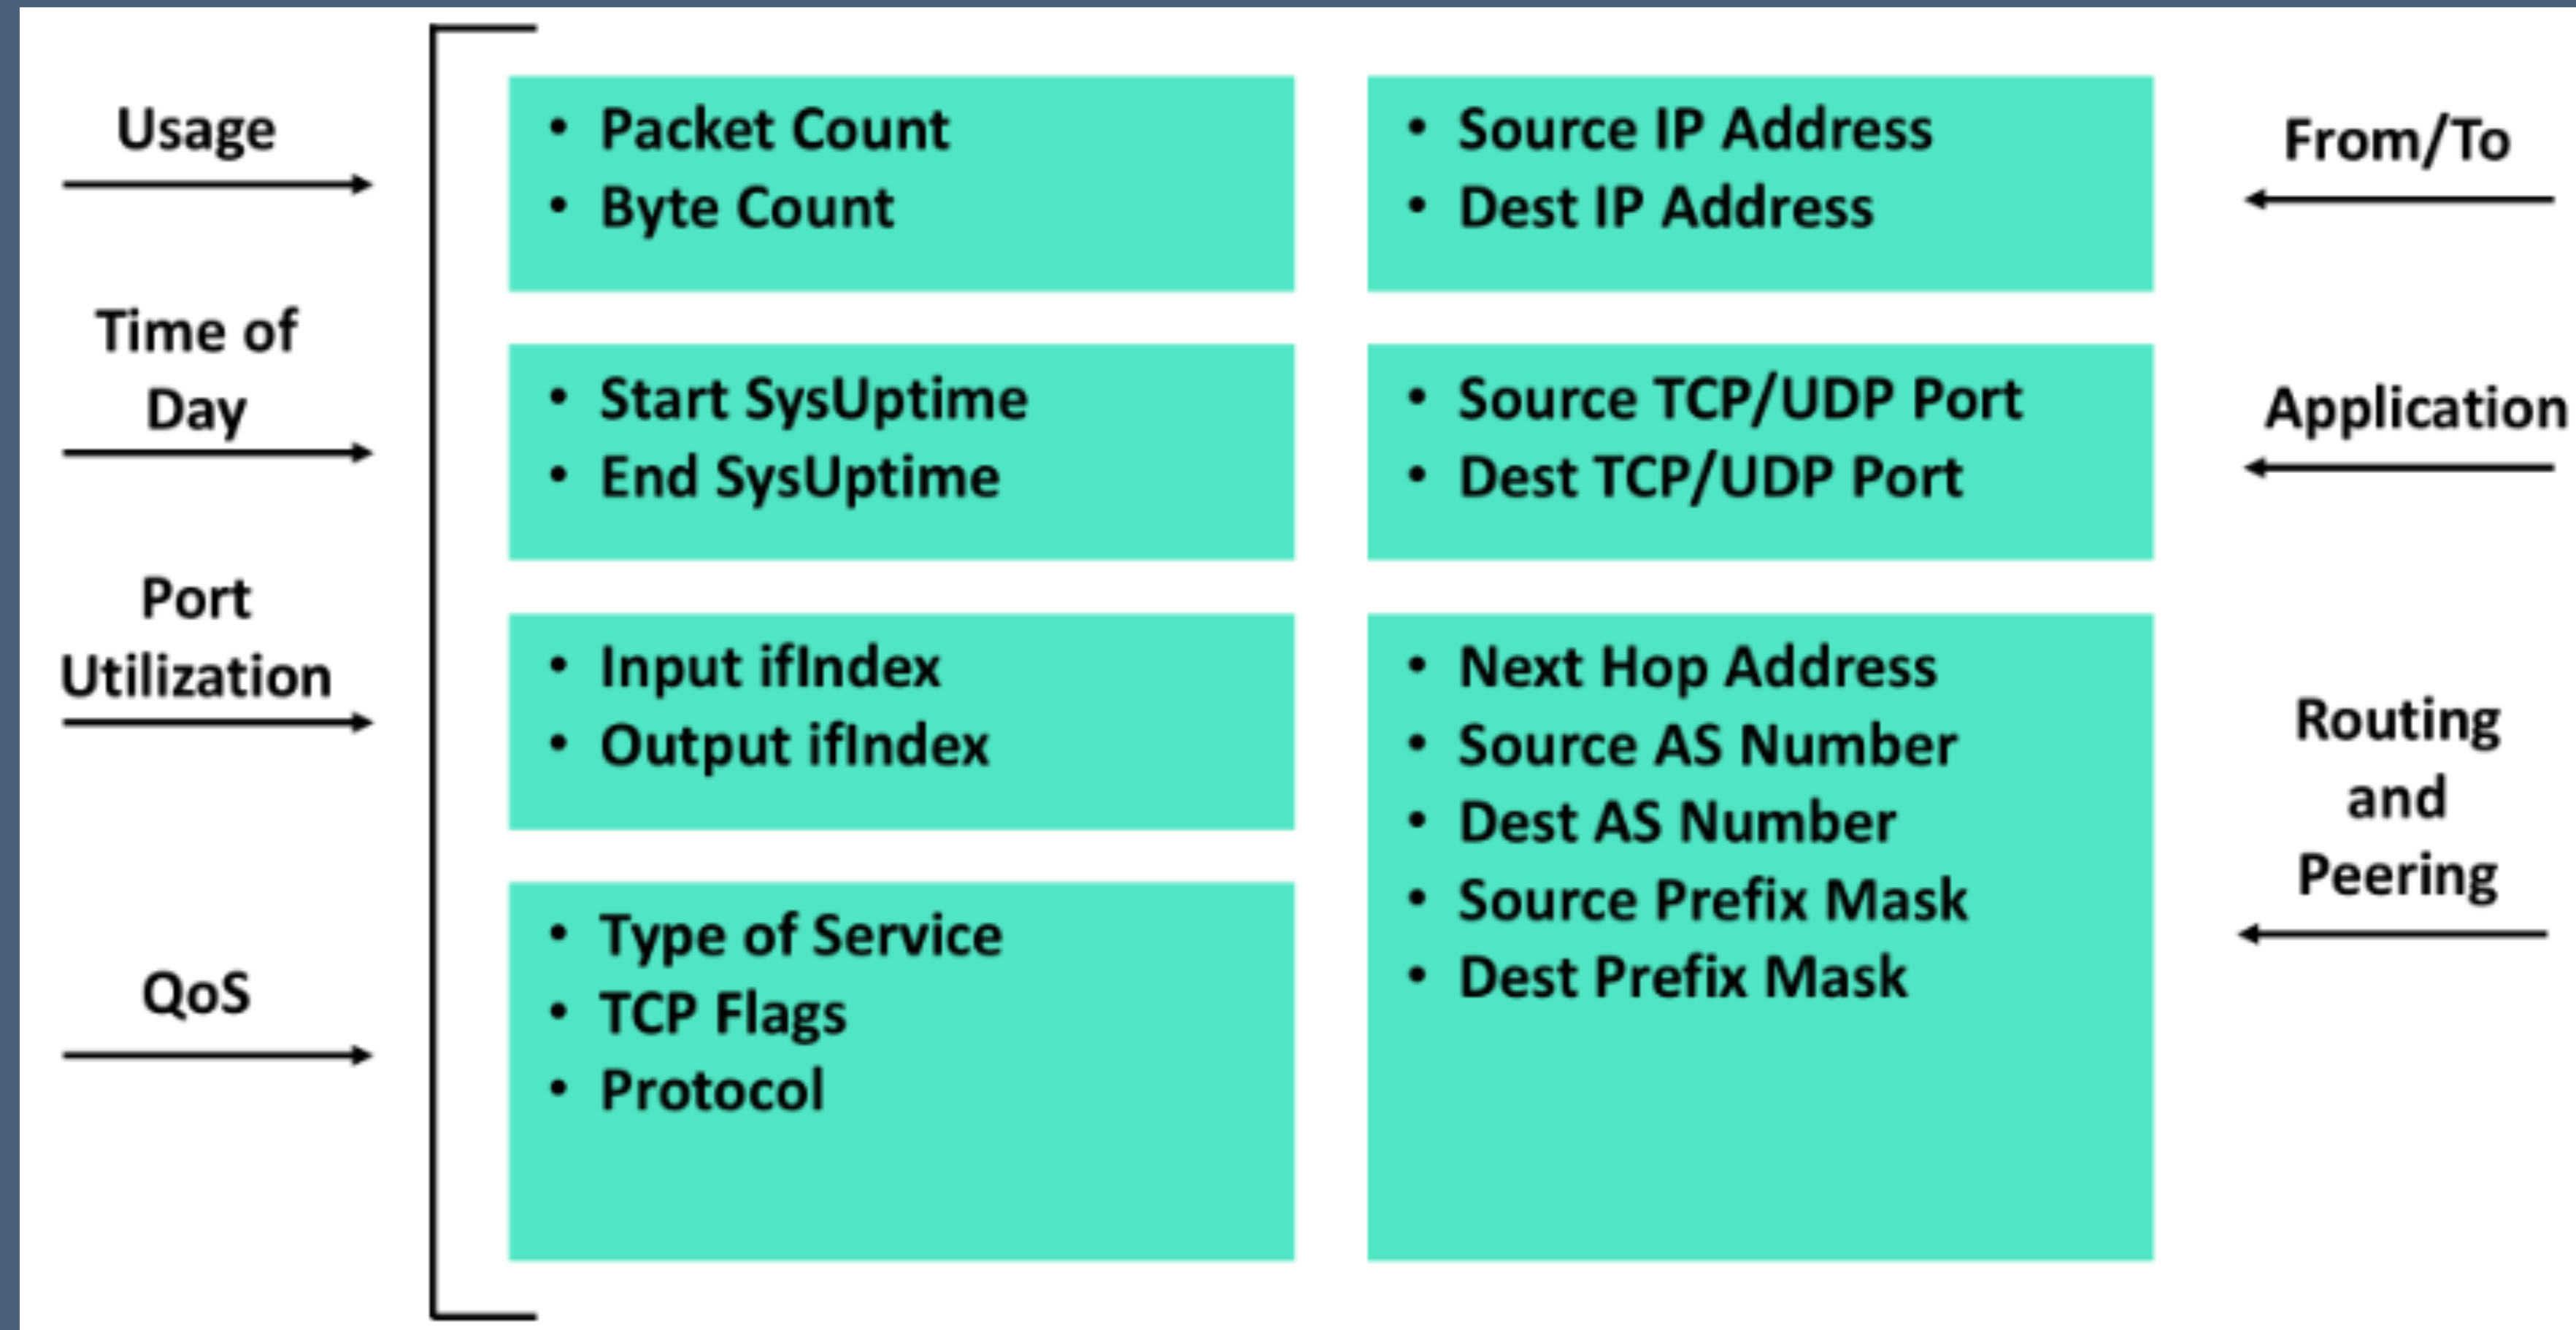 Usage
• Packet Count
• Byte Count
• Source IP Address
• Dest IP Address
From/To
Time of
Day
• Start SysUptime
• End SysUptime
• Source TCP/UDP Port
• Dest TCP/UDP Port
Application
Port
Utilization
• Input ifIndex
• Output ifIndex
• Next Hop Address
• Source AS Number
• Dest AS Number
• Source Prefix Mask
• Dest Prefix Mask
Routing
and
Peering
QoS
• Type of Service
• TCP Flags
• Protocol